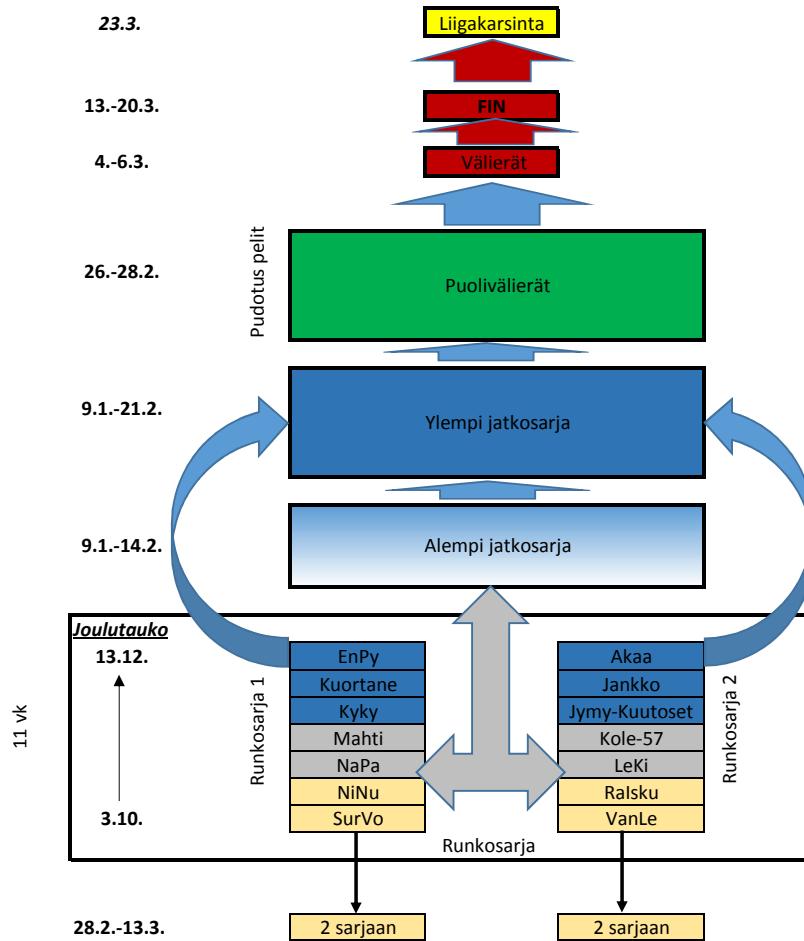 23.3.
Liigakarsinta
13.-20.3.
FIN
4.-6.3.
Välierät
Pudotus pelit
26.-28.2.
Puolivälierät
9.1.-21.2.
Ylempi jatkosarja
9.1.-14.2.
Alempi jatkosarja
Joulutauko
13.12.
3.10.
11 vk
Runkosarja 1
EnPy
Kuortane
Kyky
Mahti
NaPa
NiNu
SurVo
Akaa
Jankko
Jymy-Kuutoset
Kole-57
LeKi
RaIsku
VanLe
Runkosarja 2
Runkosarja
28.2.-13.3.
2 sarjaan
2 sarjaan